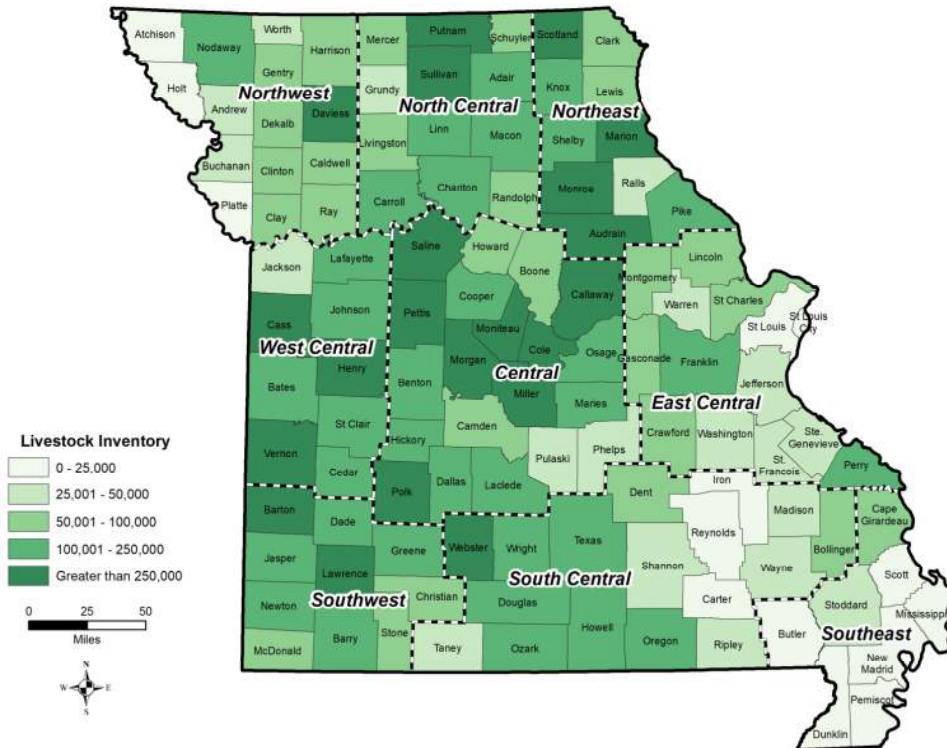 Atchison
Nodaway
Worth
Harrison
Mercer
Putnam
Schuyler
Scotland
Clark
Gentry
Sullivan
Adair
Holt
Northwest
Grundy
North Central
Knox
Lewis
Andrew
Daviess
Northeast
Dekalb
Linn
Macon
Shelby
Marion
Livingston
Buchanan
Caldwell
Clinton
Chariton
Monroe
Ralls
Platte
Carroll
Randolph
Clay
Ray
Pike
Audrain
Saline
Howard
Jackson
Lafayette
Boone
Lincoln
Montgomery
Callaway
Cooper
Warren
St Charles
Johnson
Pettis
St Louis
St Louis
City
Cass
Moniteau
West Central
Cole
Osage
Gasconade
Franklin
Morgan
Central
Henry
Jefferson
Bates
Benton
Miller
Maries
East Central
St Clair
Camden
Crawford
Washington
Ste.
Genevieve
Hickory
Pulaski
Phelps
St.
Francois
Perry
Vernon
Cedar
Polk
Dallas
Laclede
Dent
Iron
Madison
Cape
Girardeau
Barton
Dade
Reynolds
Greene
Webster
Wright
Texas
Bollinger
Jasper
Shannon
Wayne
Scott
Lawrence
South Central
Southwest
Christian
Carter
Mississippi
Newton
Douglas
Stoddard
Howell
Butler
Southeast
McDonald
Barry
Stone
Taney
Ozark
Oregon
Ripley
New
Madrid
Pemiscot
Dunklin
Livestock Inventory
0 - 25,000
25,001 - 50,000
50,001 - 100,000
100,001 - 250,000
Greater than 250,000
0 25 50
Miles
N
W E
S